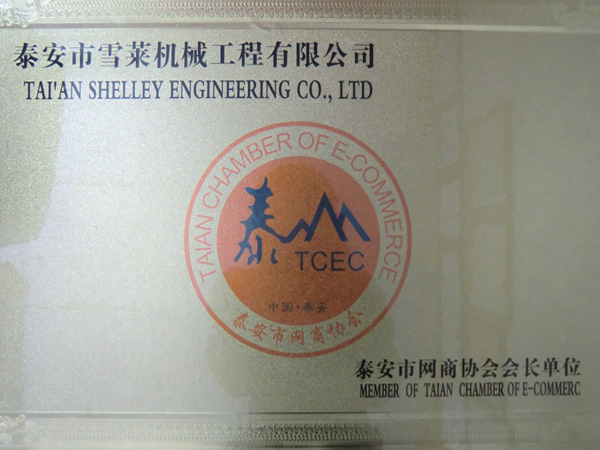 泰安市雪莱机械工程有限公司
TAI'AN SHELLEY ENGINEERING CO., LTD
TAIAN CHAMBER OF E-COMMERCE
泰
TCEC
中国·泰安
泰安市网商协会
泰安市网商协会会长单位
MEMBER OF TAIAN CHAMBER OF E-COMMERC